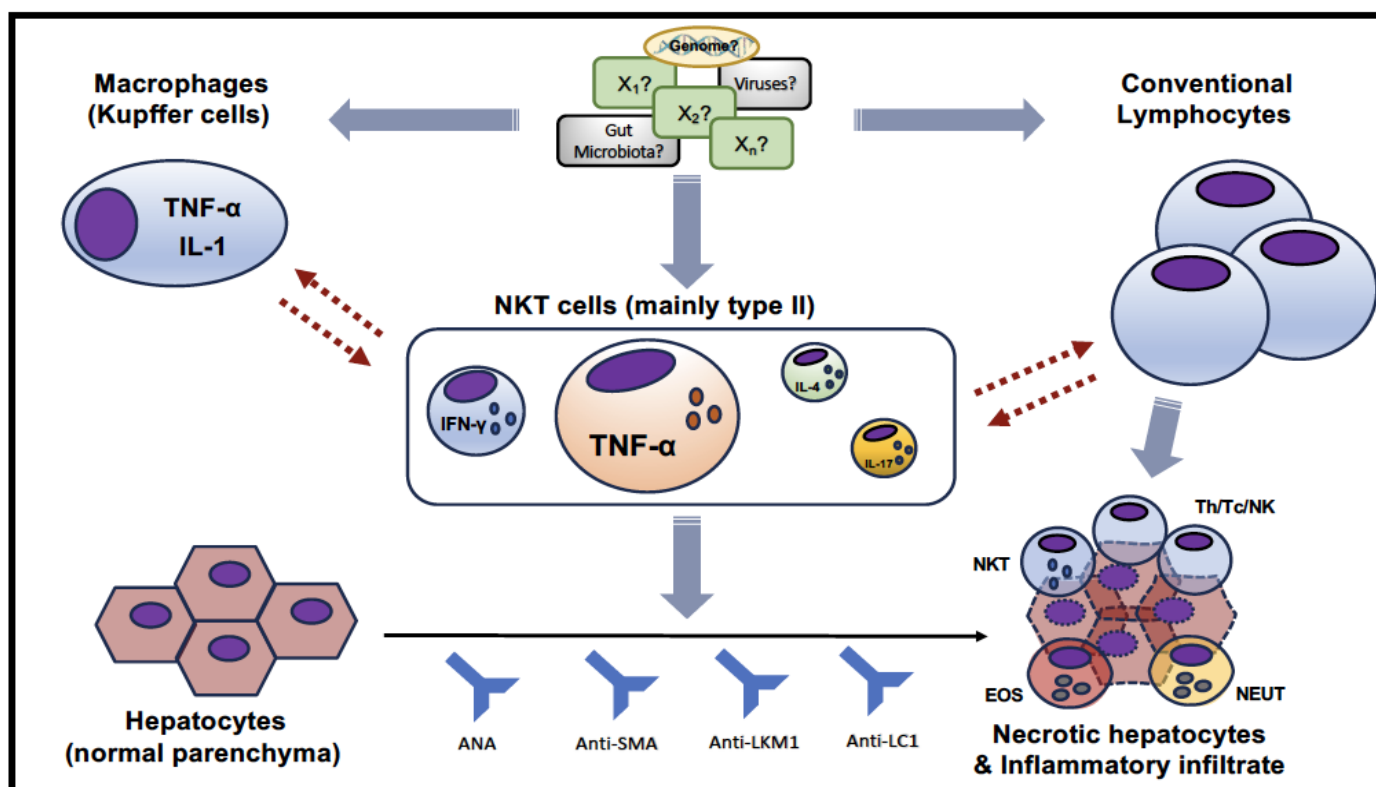 Genome?
X1?
Viruses?
X2?
Gut
Microbiota?
Xn?
Macrophages
(Kupffer cells)
Conventional
Lymphocytes
TNF-α
IL-1
NKT cells (mainly type II)
IFN-γ
TNF-α
IL-4
IL-17
Th/Tc/NK
NKT
EOS
NEUT
Hepatocytes
(normal parenchyma)
ANA
Anti-SMA
Anti-LKM1
Anti-LC1
Necrotic hepatocytes
& Inflammatory infiltrate